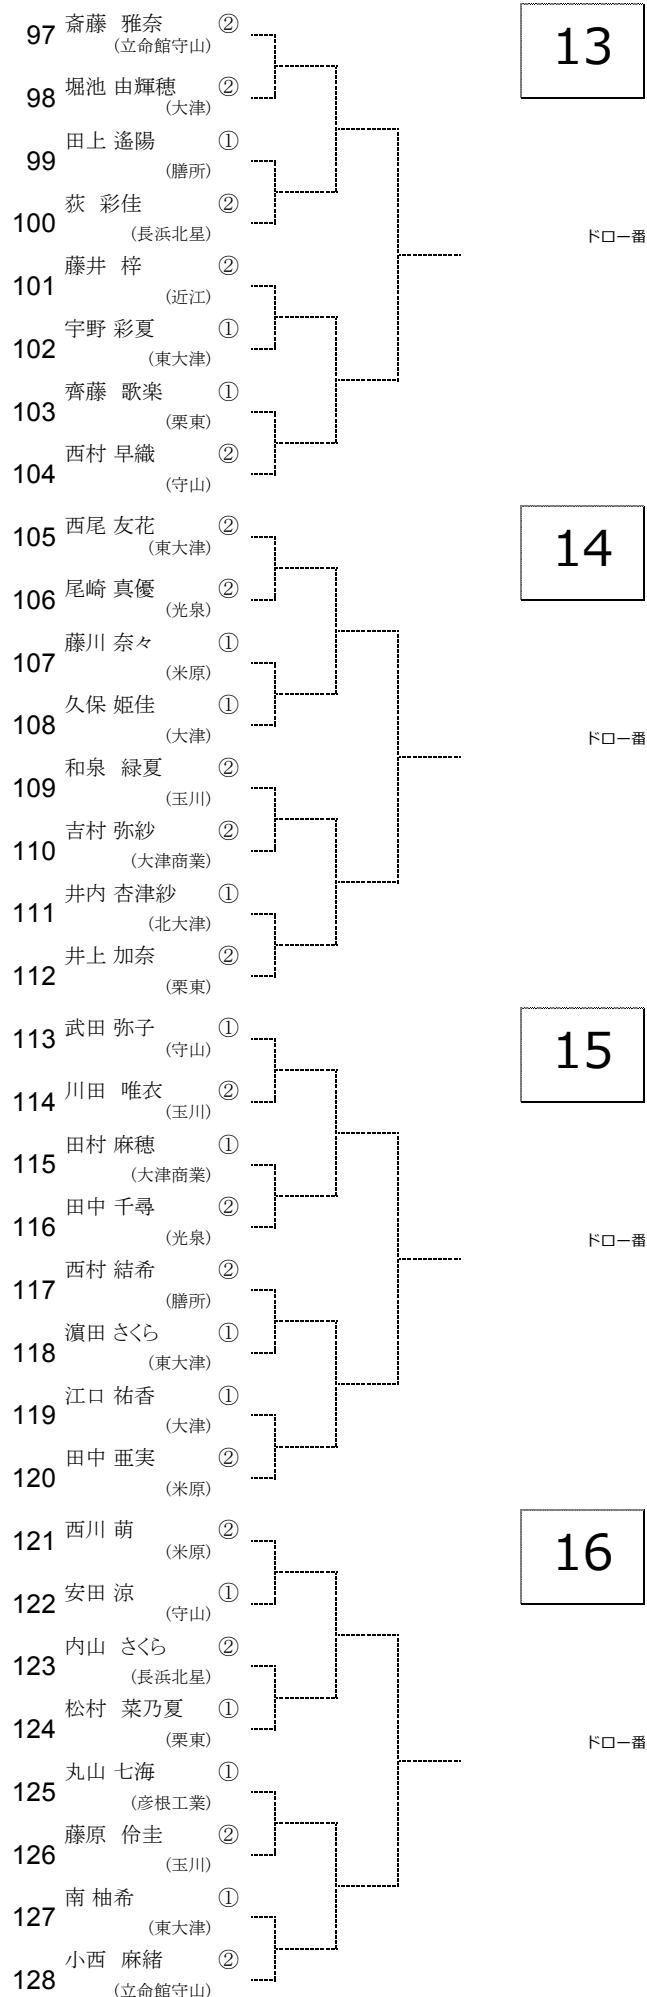 97 斎藤 雅奈 ②
(立命館守山)
13
98 堀池 由輝穂 ②
(大津)
99 田上 遙陽 ①
(膳所)
100 荻 彩佳 ②
(長浜北星)
ドロー番
101 藤井 梓 ②
(近江)
102 宇野 彩夏 ①
(東大津)
103 齊藤 歌楽 ①
(栗東)
104 西村 早織 ②
(守山)
105 西尾 友花 ②
(東大津)
14
106 尾崎 真優 ②
(光泉)
107 藤川 奈々 ①
(米原)
108 久保 姫佳 ①
(大津)
ドロー番
109 和泉 緑夏 ②
(玉川)
110 吉村 弥紗 ②
(大津商業)
111 井内 杏津紗 ①
(北大津)
112 井上 加奈 ②
(栗東)
113 武田 弥子 ①
(守山)
15
114 川田 唯衣 ②
(玉川)
115 田村 麻穂 ①
(大津商業)
116 田中 千尋 ②
(光泉)
ドロー番
117 西村 結希 ②
(膳所)
118 濵田 さくら ①
(東大津)
119 江口 祐香 ①
(大津)
120 田中 亜実 ②
(米原)
121 西川 萌 ②
(米原)
16
122 安田 涼 ①
(守山)
123 内山 さくら ②
(長浜北星)
124 松村 菜乃夏 ①
(栗東)
ドロー番
125 丸山 七海 ①
(彦根工業)
126 藤原 伶圭 ②
(玉川)
127 南 柚希 ①
(東大津)
128 小西 麻緒 ②
(立命館守山)